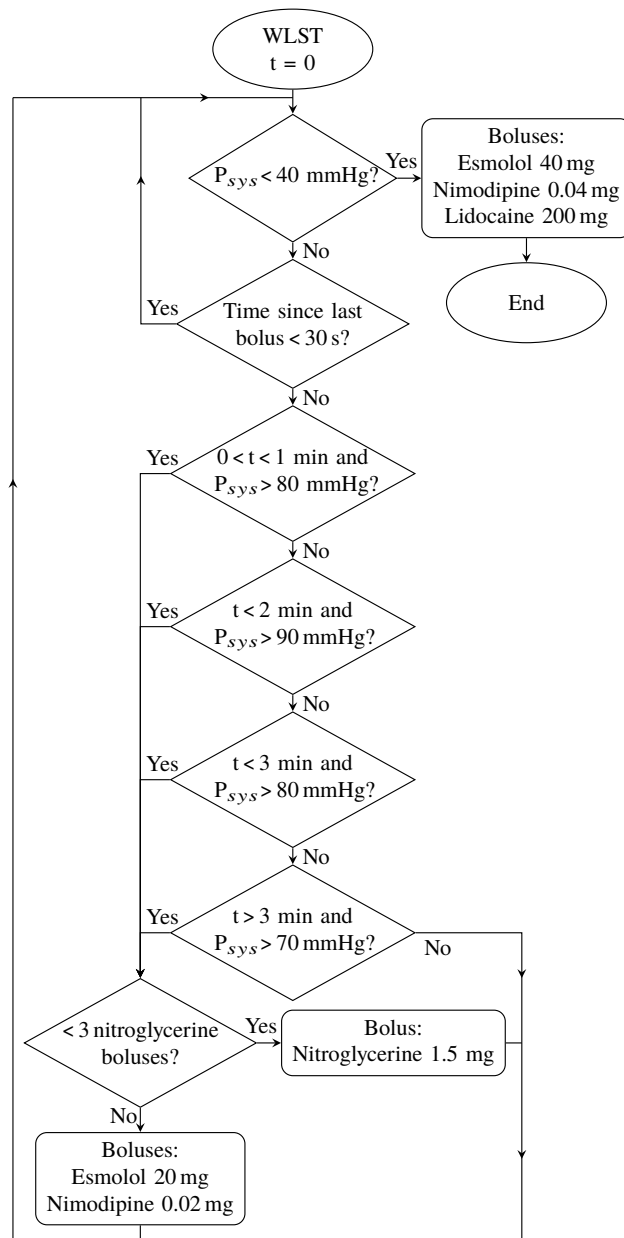 WLST
t = 0
P_sys < 40 mmHg?
Yes
Boluses:
Esmolol 40 mg
Nimodipine 0.04 mg
Lidocaine 200 mg
No
End
Yes
Time since last
bolus < 30 s?
No
Yes
0 < t < 1 min and
P_sys > 80 mmHg?
No
Yes
t < 2 min and
P_sys > 90 mmHg?
No
Yes
t < 3 min and
P_sys > 80 mmHg?
No
Yes
t > 3 min and
P_sys > 70 mmHg?
No
< 3 nitroglycerine
boluses?
Yes
Bolus:
Nitroglycerine 1.5 mg
No
Boluses:
Esmolol 20 mg
Nimodipine 0.02 mg